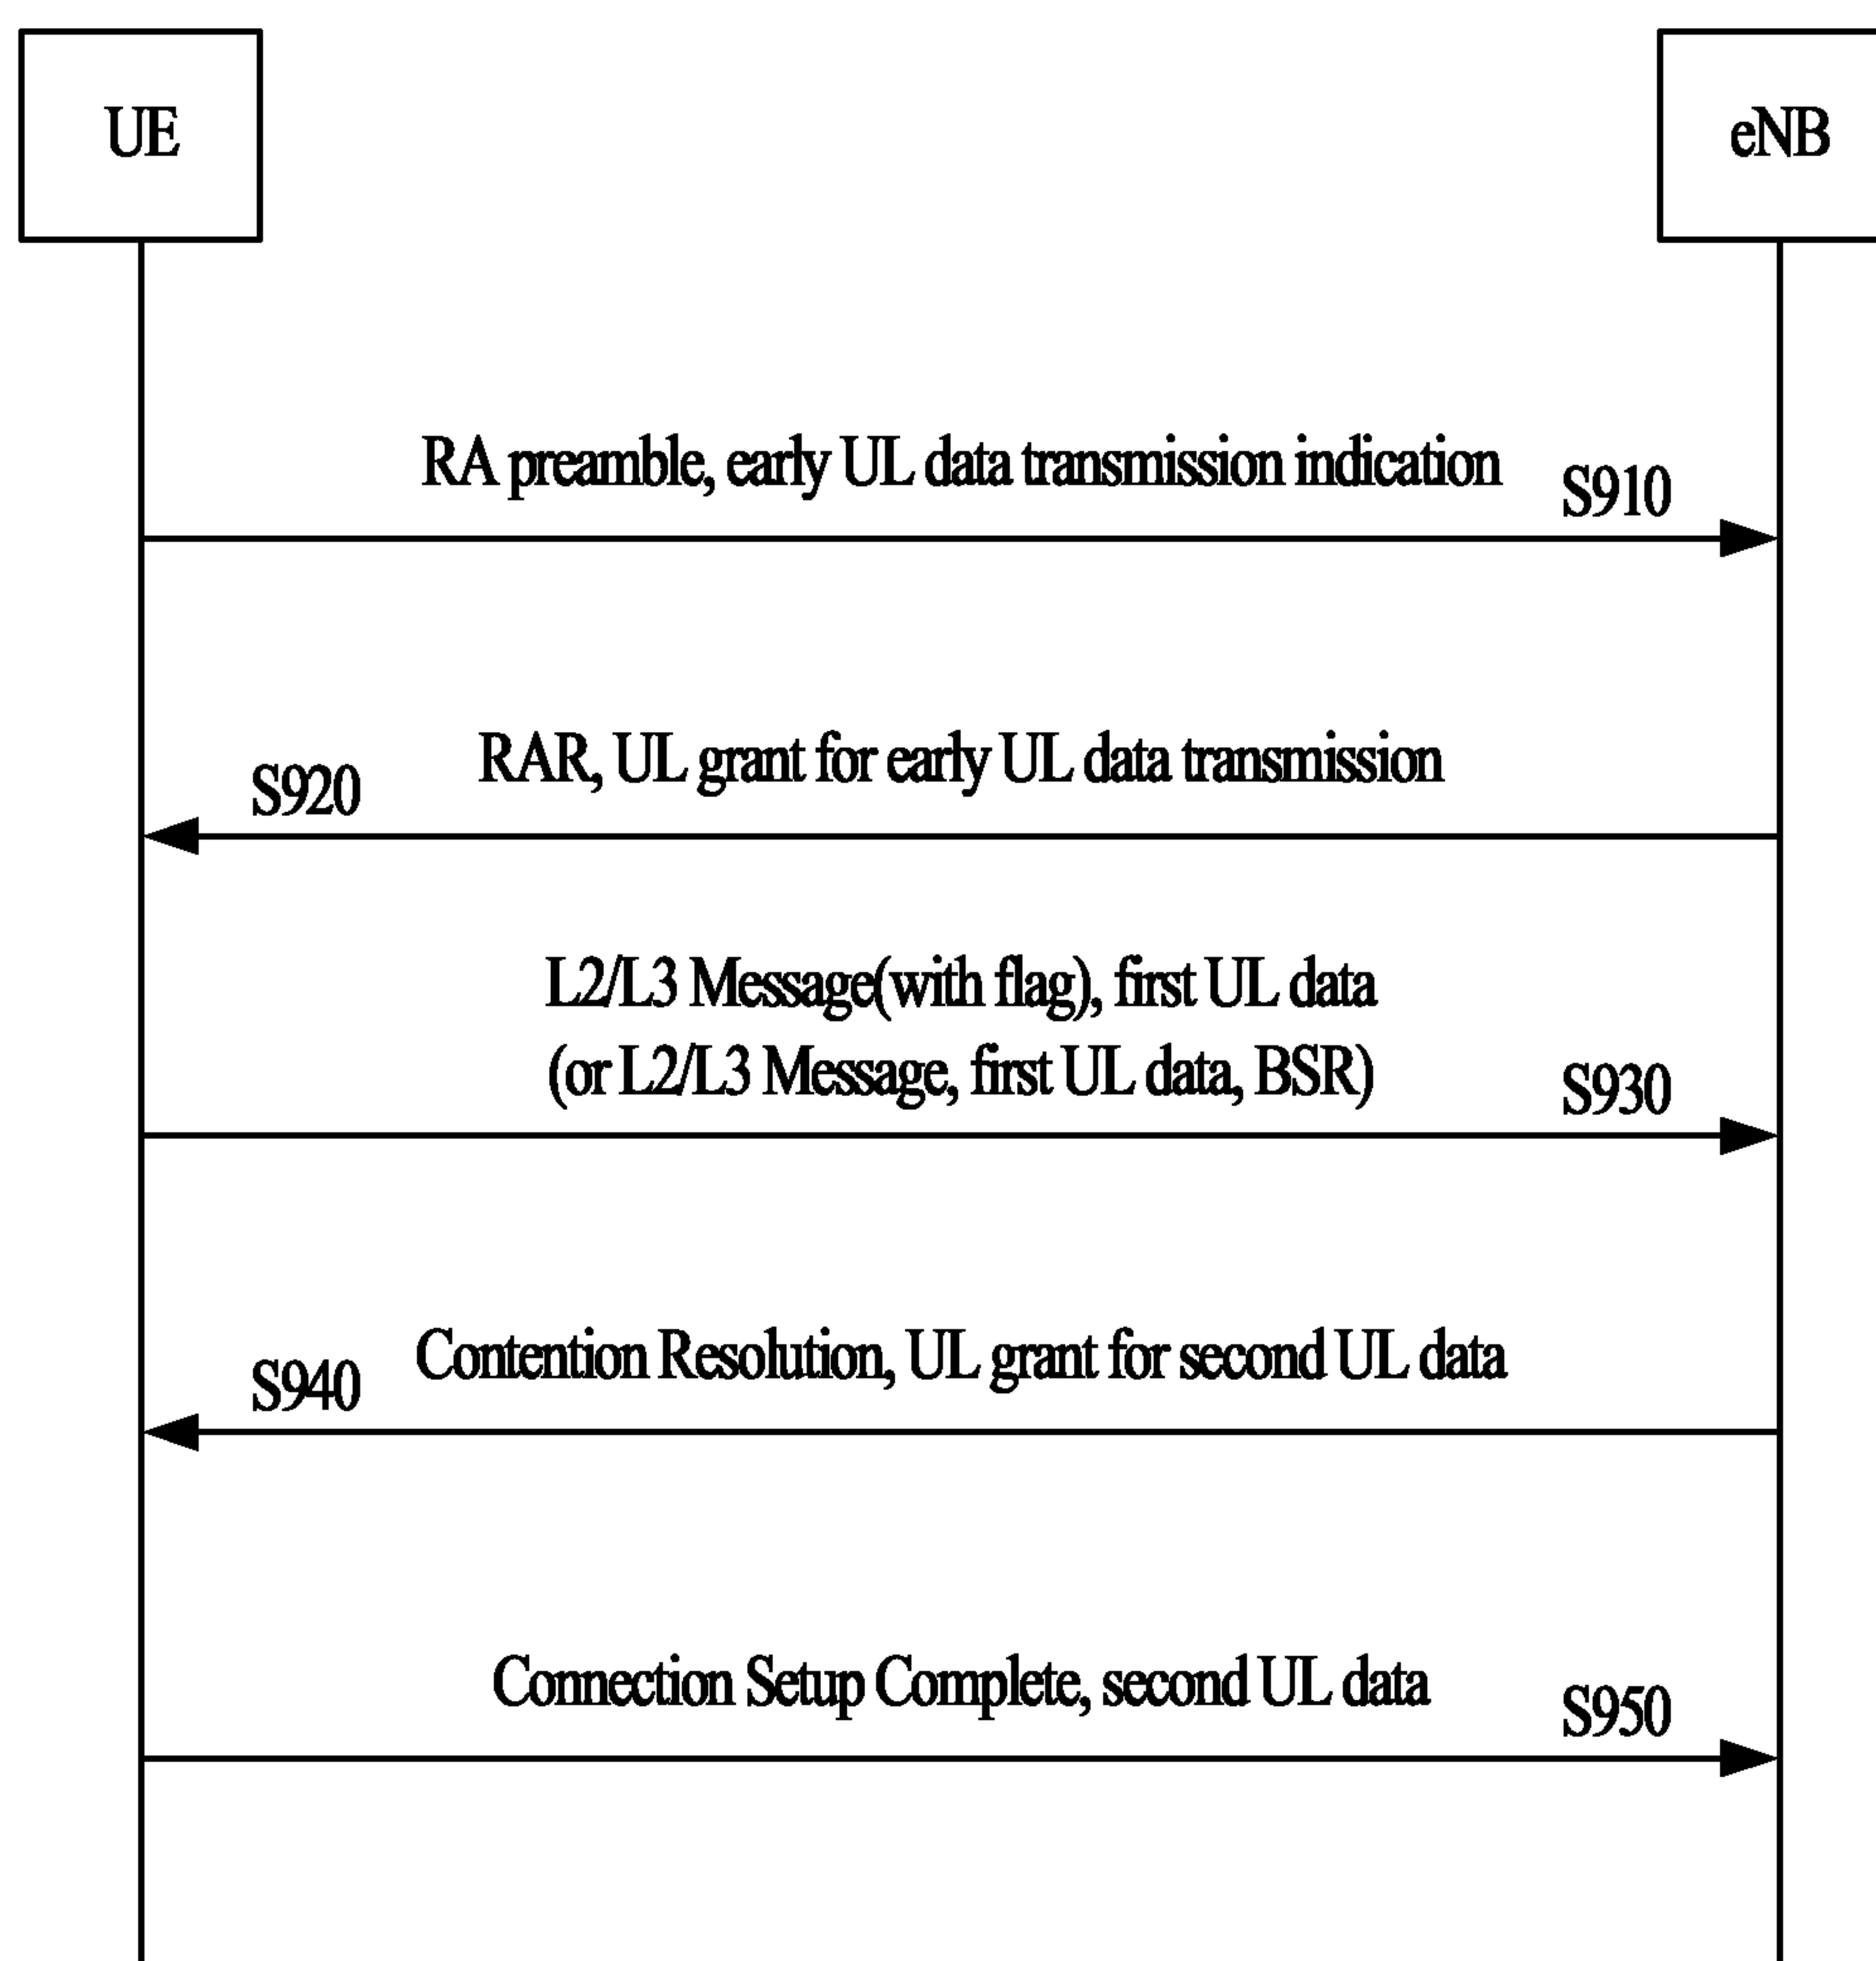 UE
eNB
RA preamble, early UL data transmission indication
S910
RAR, UL grant for early UL data transmission
S920
L2/L3 Message(with flag), first UL data
(or L2/L3 Message, first UL data, BSR)
S930
Contention Resolution, UL grant for second UL data
S940
Connection Setup Complete, second UL data
S950